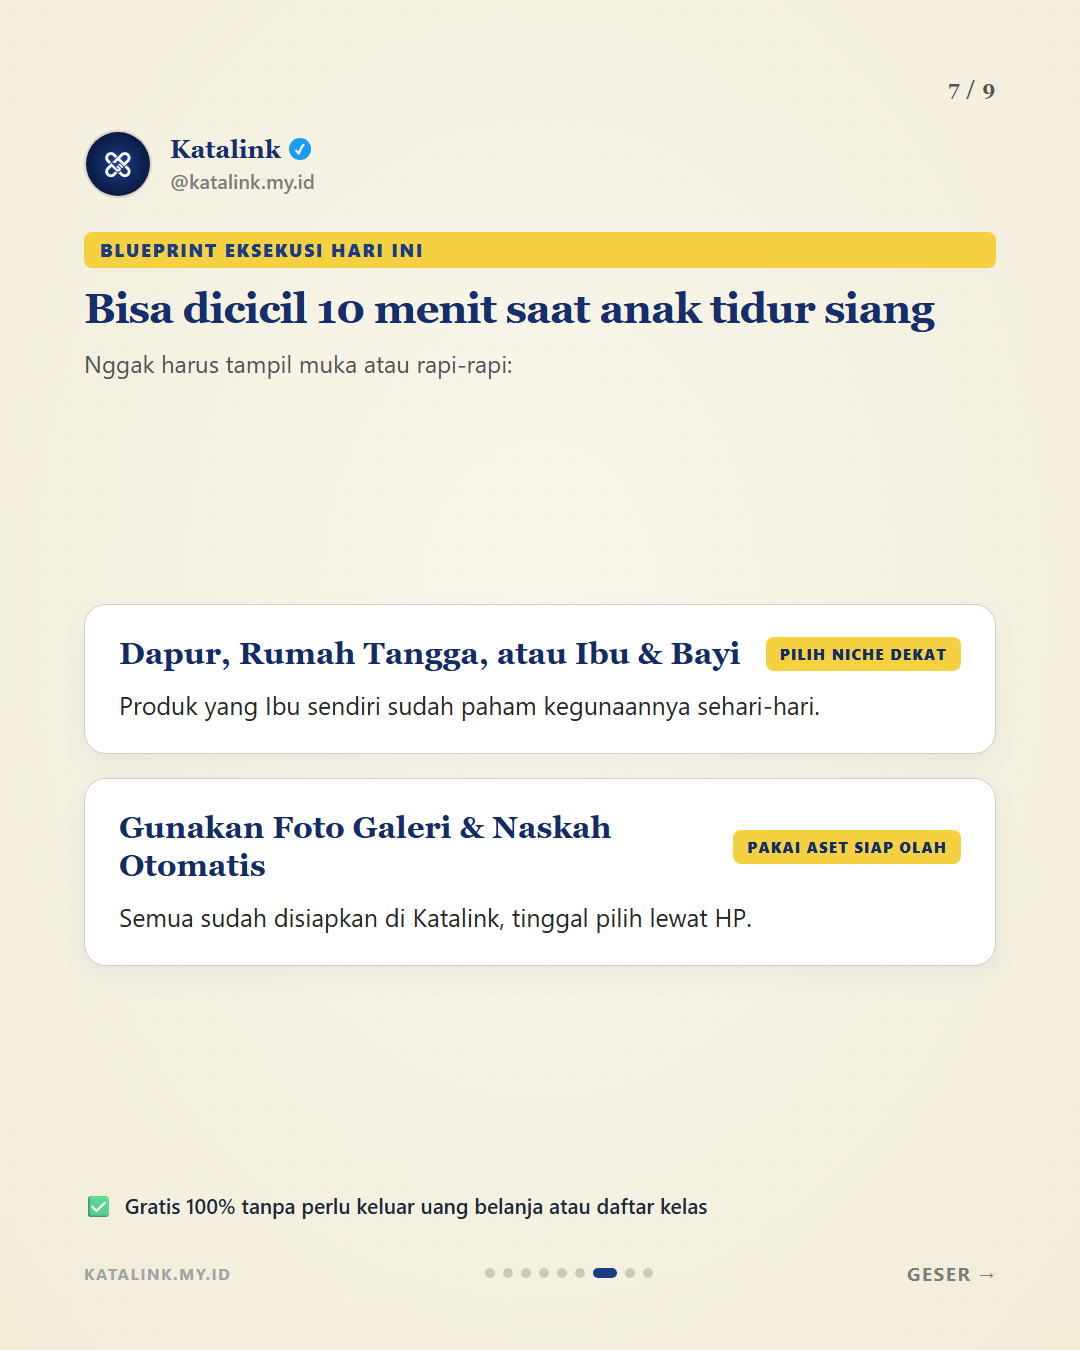 7 / 9
Katalink
@katalink.my.id
BLUEPRINT EKSEKUSI HARI INI
Bisa dicicil 10 menit saat anak tidur siang
Nggak harus tampil muka atau rapi-rapi:
Dapur, Rumah Tangga, atau Ibu & Bayi
PILIH NICHE DEKAT
Produk yang Ibu sendiri sudah paham kegunaannya sehari-hari.
Gunakan Foto Galeri & Naskah
Otomatis
PAKAI ASET SIAP OLAH
Semua sudah disiapkan di Katalink, tinggal pilih lewat HP.
✅ Gratis 100% tanpa perlu keluar uang belanja atau daftar kelas
KATALINK.MY.ID
GESER →